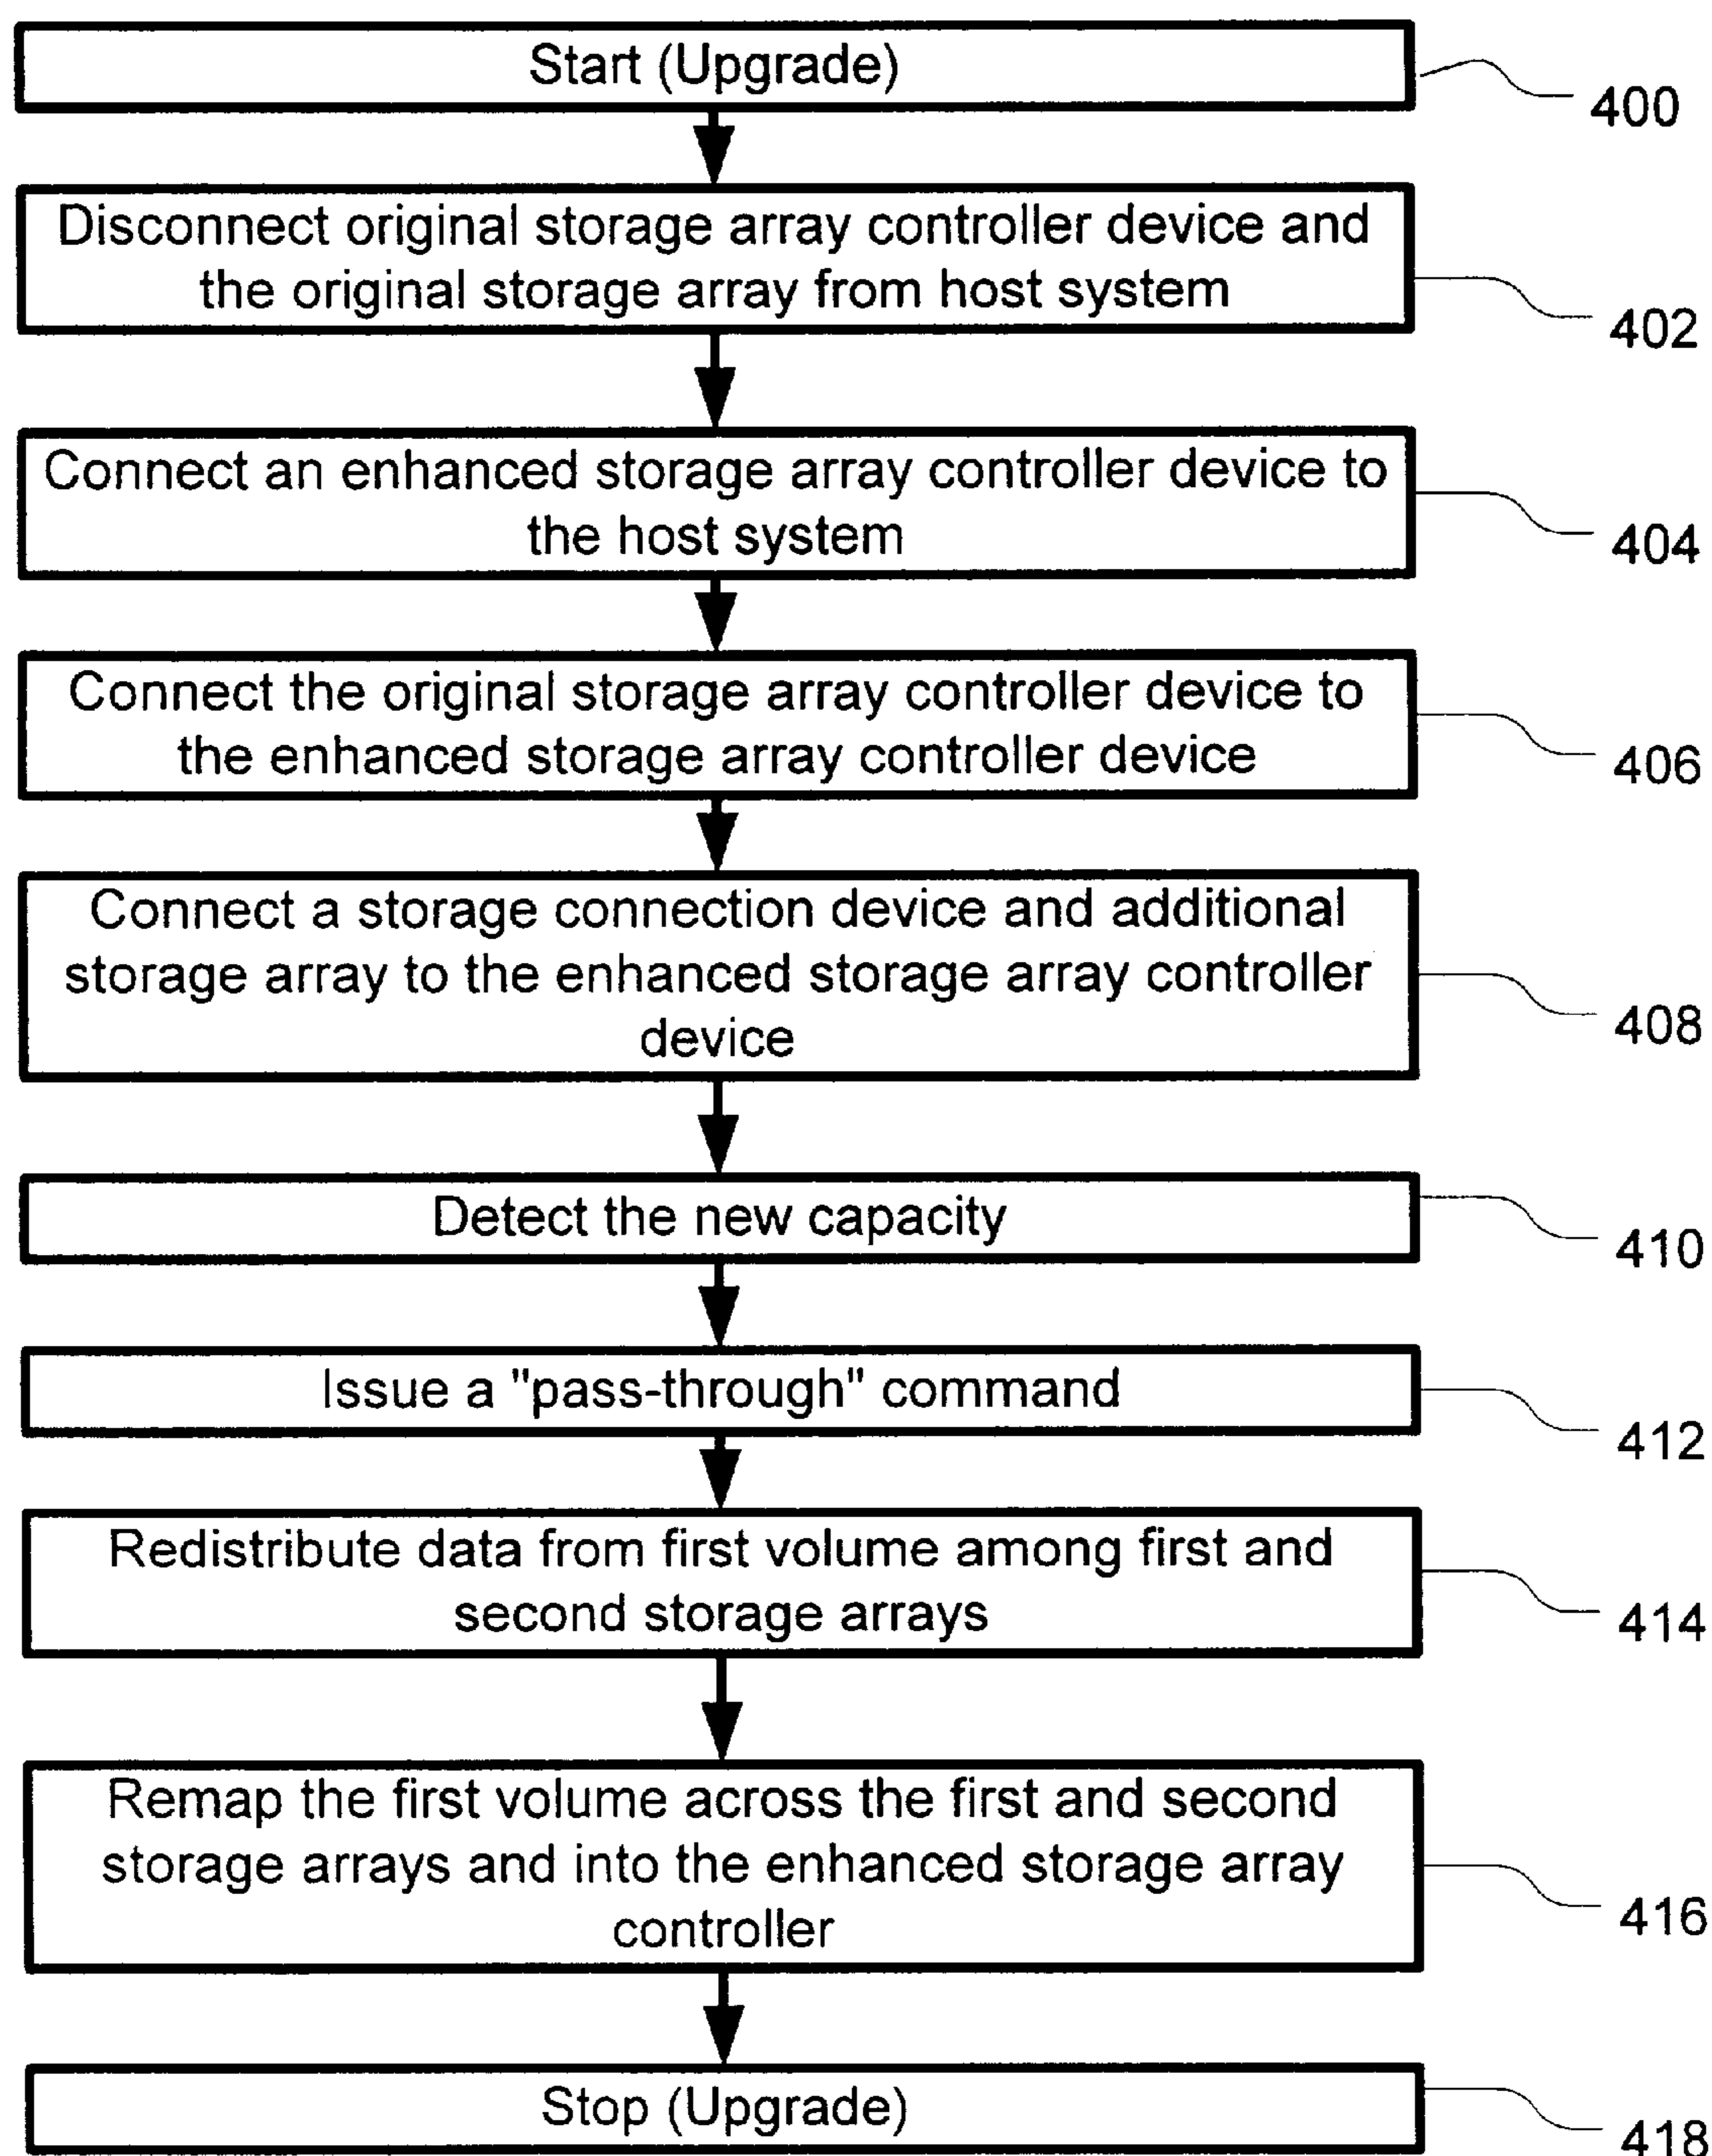 Start (Upgrade)
400
Disconnect original storage array controller device and
the original storage array from host system
402
Connect an enhanced storage array controller device to
the host system
404
Connect the original storage array controller device to
the enhanced storage array controller device
406
Connect a storage connection device and additional
storage array to the enhanced storage array controller
device
408
Detect the new capacity
410
Issue a "pass-through" command
412
Redistribute data from first volume among first and
second storage arrays
414
Remap the first volume across the first and second
storage arrays and into the enhanced storage array
controller
416
Stop (Upgrade)
418